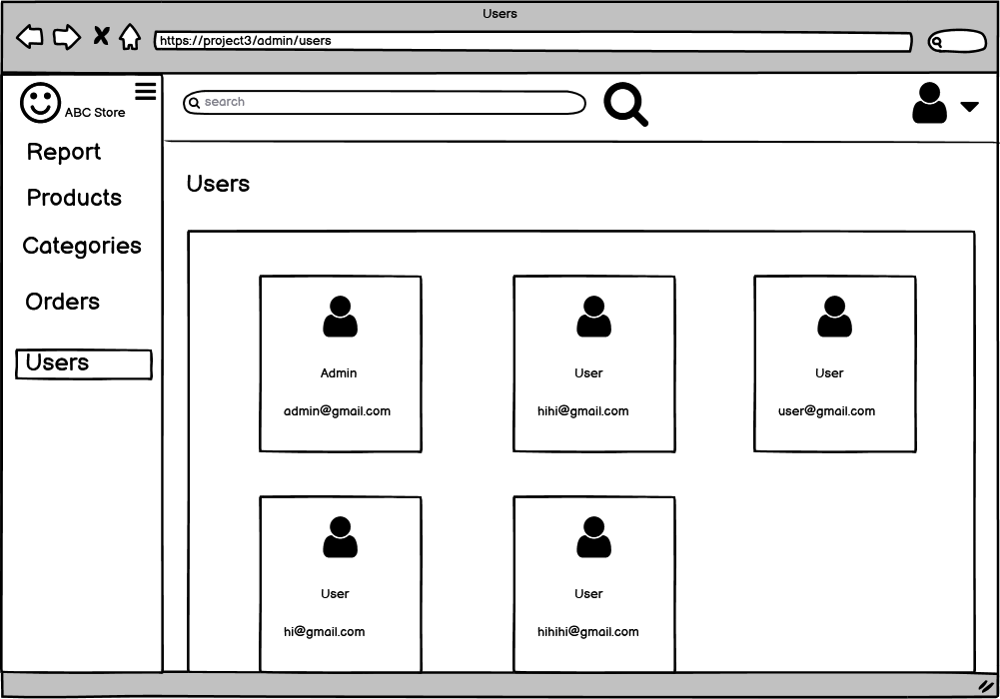 Users
https://project3/admin/users
ABC Store
search
Report
Products
Categories
Orders
Users
Users
Admin
admin@gmail.com
User
hihi@gmail.com
User
user@gmail.com
User
hi@gmail.com
User
hihihi@gmail.com